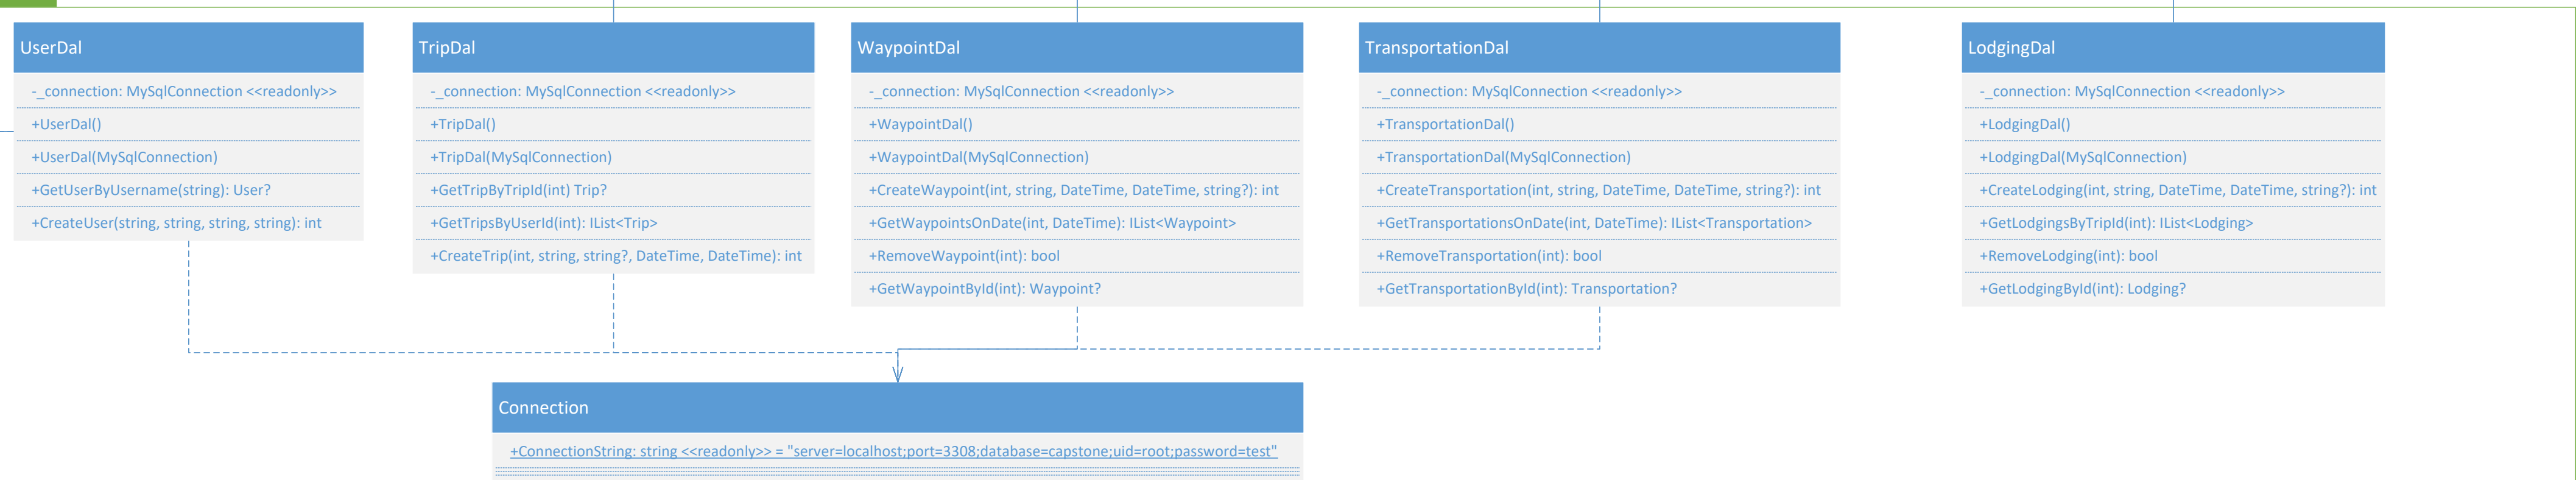 UserDal
-_connection: MySqlConnection <<readonly>>
+UserDal()
+UserDal(MySqlConnection)
+GetUserByUsername(string): User?
+CreateUser(string, string, string, string): int
TripDal
-_connection: MySqlConnection <<readonly>>
+TripDal()
+TripDal(MySqlConnection)
+GetTripByTripId(int) Trip?
+GetTripsByUserId(int): IList<Trip>
+CreateTrip(int, string, string?, DateTime, DateTime): int
WaypointDal
-_connection: MySqlConnection <<readonly>>
+WaypointDal()
+WaypointDal(MySqlConnection)
+CreateWaypoint(int, string, DateTime, DateTime, string?): int
+GetWaypointsOnDate(int, DateTime): IList<Waypoint>
+RemoveWaypoint(int): bool
+GetWaypointById(int): Waypoint?
TransportationDal
-_connection: MySqlConnection <<readonly>>
+TransportationDal()
+TransportationDal(MySqlConnection)
+CreateTransportation(int, string, DateTime, DateTime, string?): int
+GetTransportationsOnDate(int, DateTime): IList<Transportation>
+RemoveTransportation(int): bool
+GetTransportationById(int): Transportation?
LodgingDal
-_connection: MySqlConnection <<readonly>>
+LodgingDal()
+LodgingDal(MySqlConnection)
+CreateLodging(int, string, DateTime, DateTime, string?): int
+GetLodgingsByTripId(int): IList<Lodging>
+RemoveLodging(int): bool
+GetLodgingById(int): Lodging?
Connection
+ConnectionString: string <<readonly>> = "server=localhost;port=3308;database=capstone;uid=root;password=test"